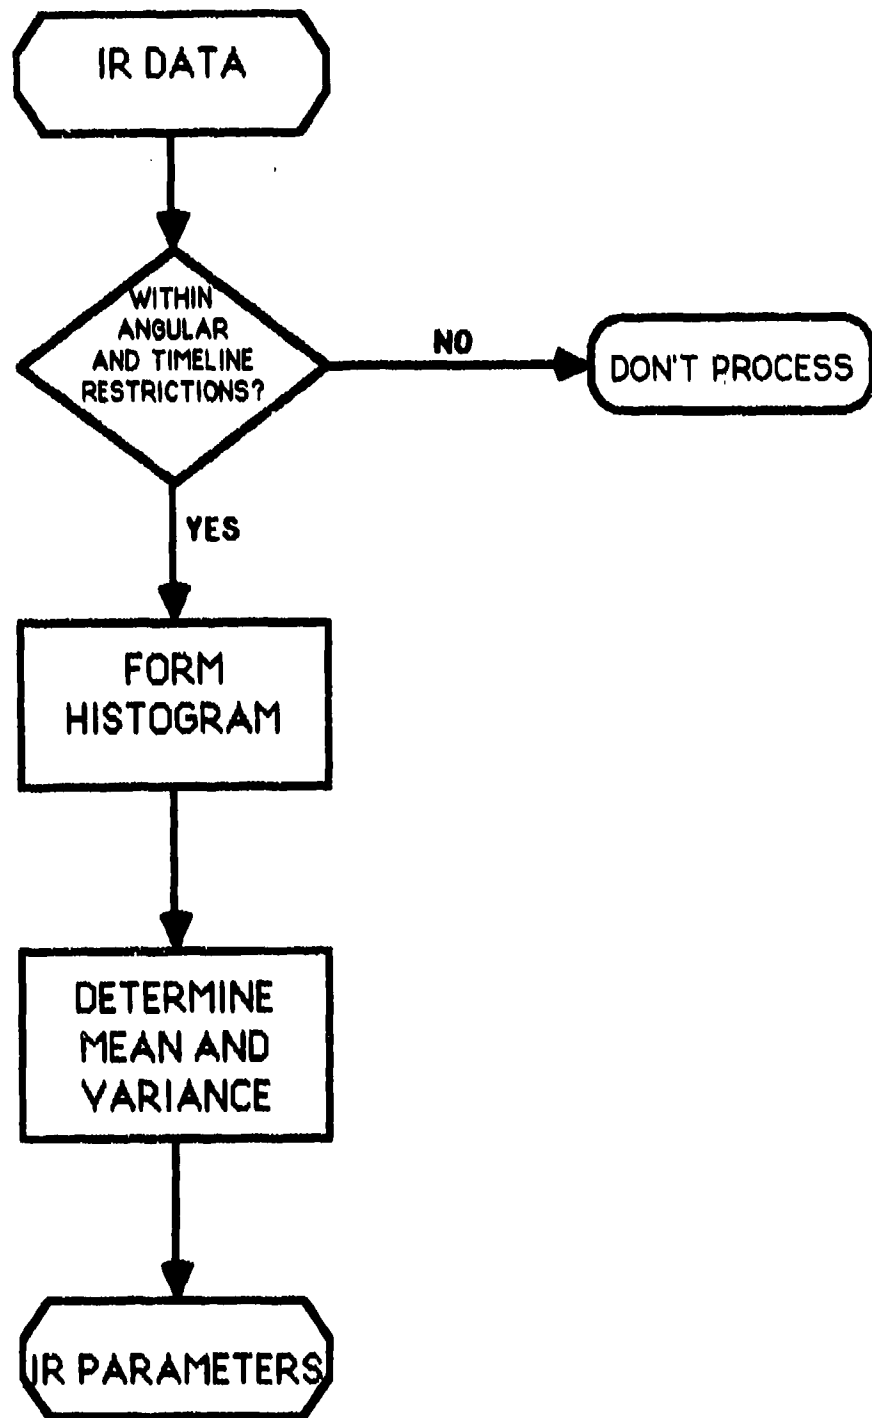 IR DATA
WITHIN
ANGULAR
AND TIMELINE
RESTRICTIONS?
NO
DON'T PROCESS
YES
FORM
HISTOGRAM
DETERMINE
MEAN AND
VARIANCE
IR PARAMETERS